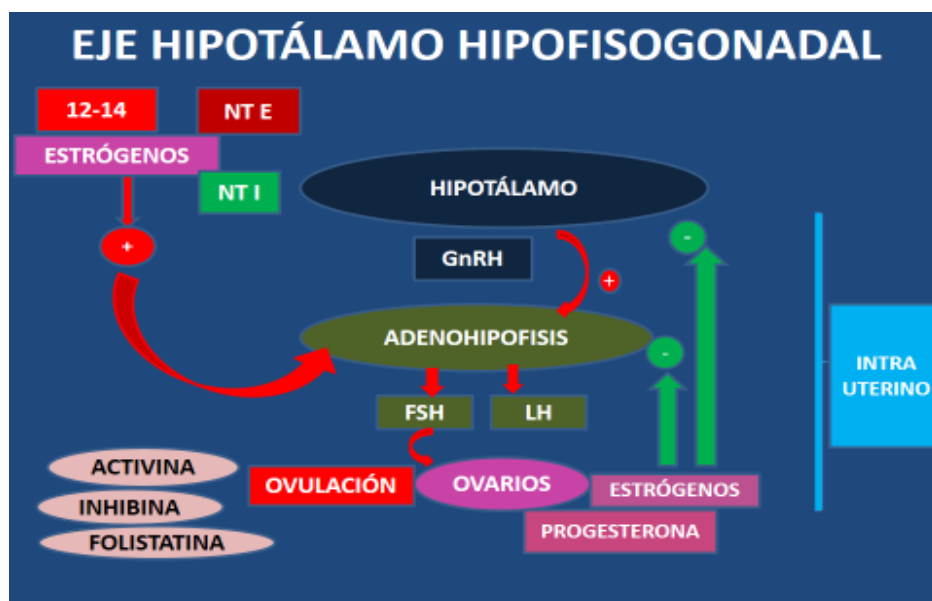 EJE HIPOTÁLAMO HIPOFISOGONADAL
12-14
NT E
ESTRÓGENOS
NT I
HIPOTÁLAMO
+
-
GnRH
+
ADENOHIPOFISIS
-
INTRA
UTERINO
FSH
LH
ACTIVINA
OVULACIÓN
OVARIOS
ESTRÓGENOS
INHIBINA
PROGESTERONA
FOLISTATINA